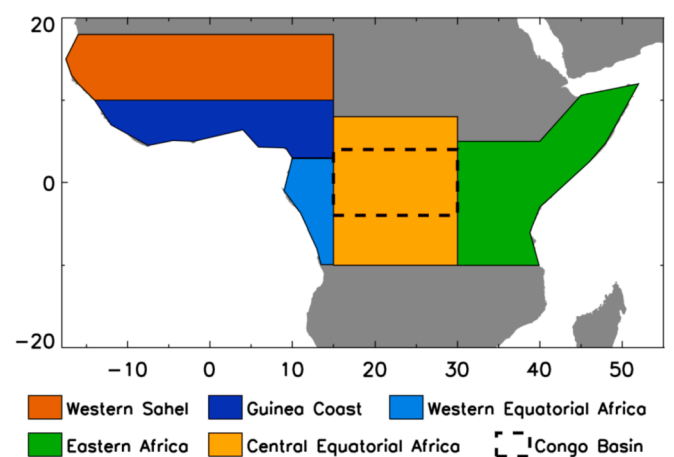 20
0
−20
−10 0 10 20 30 40 50
Western Sahel Guinea Coast Western Equatorial Africa
Eastern Africa Central Equatorial Africa Congo Basin